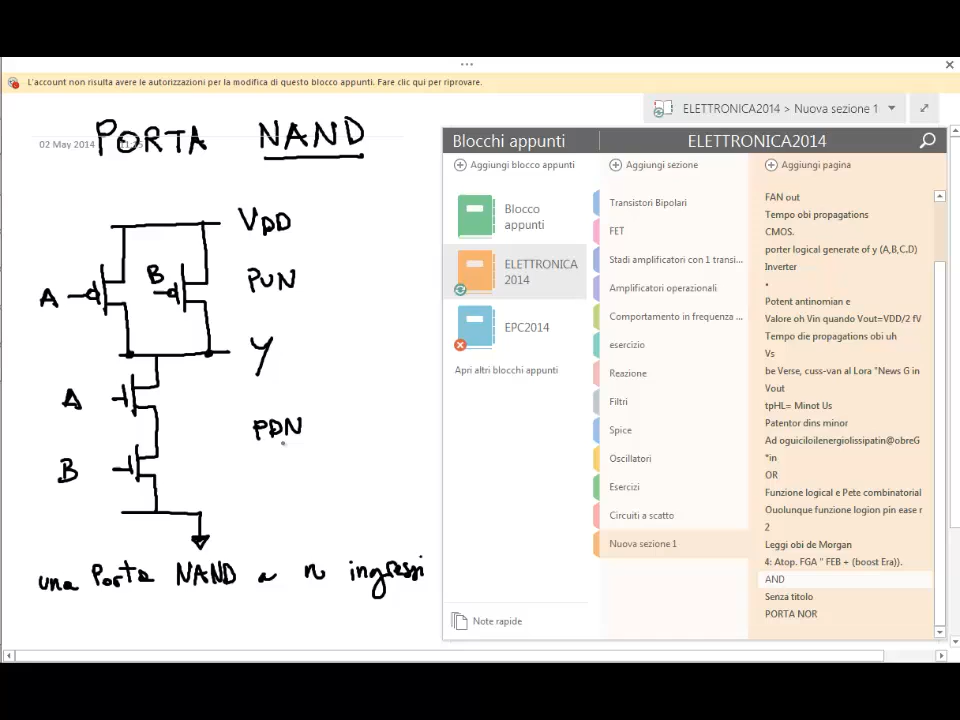 L'account non risulta avere le autorizzazioni per la modifica di questo blocco appunti. Fare clic qui per riprovare.
ELETTRONICA2014 > Nuova sezione 1
PORTA NAND
02 May 2014
VDD
A
B
PUN
Y
A
PDN
B
una Porta NAND a n ingressi
Blocchi appunti
ELETTRONICA2014
Aggiungi blocco appunti
Aggiungi sezione
Aggiungi pagina
Blocco
appunti
ELETTRONICA
2014
EPC2014
Apri altri blocchi appunti
Note rapide
Transistori Bipolari
FET
Stadi amplificatori con 1 transi...
Amplificatori operazionali
Comportamento in frequenza ...
esercizio
Reazione
Filtri
Spice
Oscillatori
Esercizi
Circuiti a scatto
Nuova sezione 1
FAN out
Tempo obi propagations
CMOS.
porter logical generate of y (A,B,C.D)
Inverter
•
Potent antinomian e
Valore oh Vin quando Vout=VDD/2 fV
Tempo die propagations obi uh
Vs
be Verse, cuss-van al Lora "News G in
Vout
tpHL= Minot Us
Patentor dins minor
Ad oguiciloilenergiolissipatin@obreG
"in
OR
Funzione logical e Pete combinatorial
Ouolunque funzione logion pin ease r
2
Leggi obi de Morgan
4: Atop. FGA " FEB + (boost Era)).
AND
Senza titolo
PORTA NOR